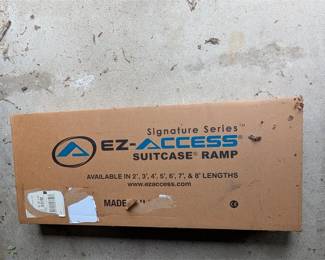 Signature Series™
EZ-ACCESS®
SUITCASE® RAMP
AVAILABLE IN 2', 3', 4', 5', 6', 7', & 8' LENGTHS
www.ezaccess.com
MADE